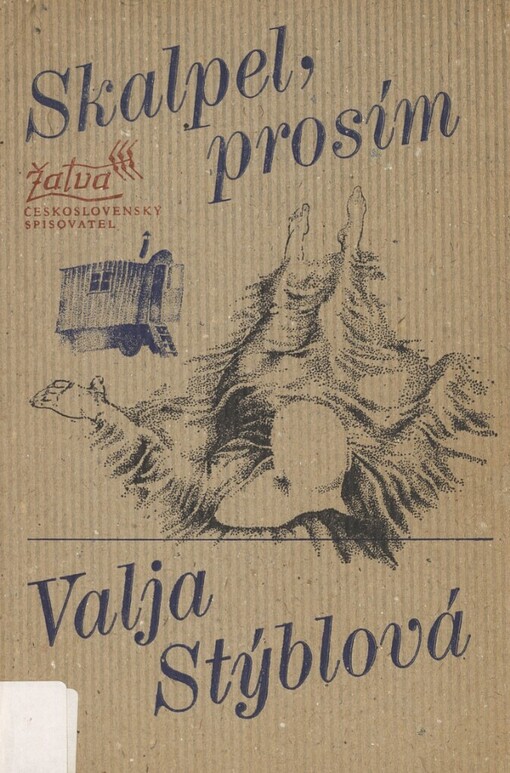 Skalpel,
prosím
Žatva
ČESKOSLOVENSKÝ
SPISOVATEL
Valja
Stýblová